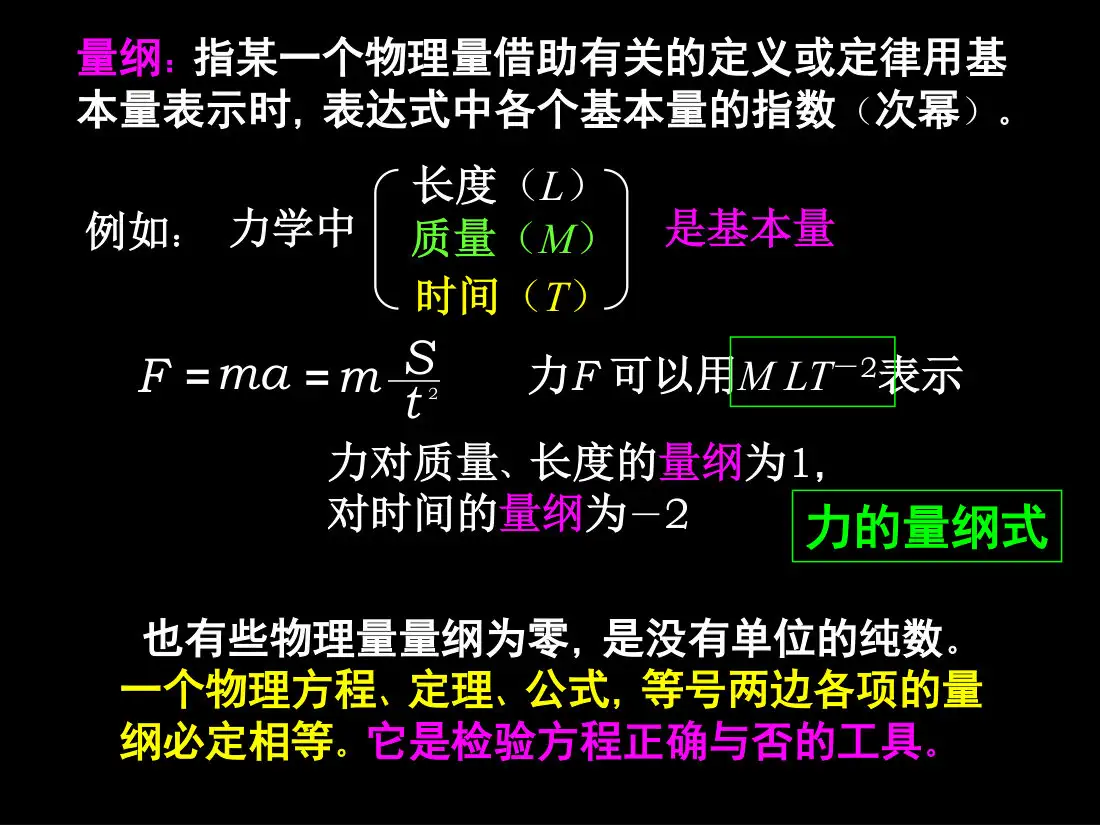 量纲：指某一个物理量借助有关的定义或定律用基
本量表示时，表达式中各个基本量的指数（次幂）。
长度（L）
例如： 力学中 质量（M） 是基本量
时间（T）
F = ma = m S/t² 力F 可以用MLT⁻²表示
力对质量、长度的量纲为1，
对时间的量纲为−2
力的量纲式
也有些物理量量纲为零，是没有单位的纯数。
一个物理方程、定理、公式，等号两边各项的量
纲必定相等。它是检验方程正确与否的工具。